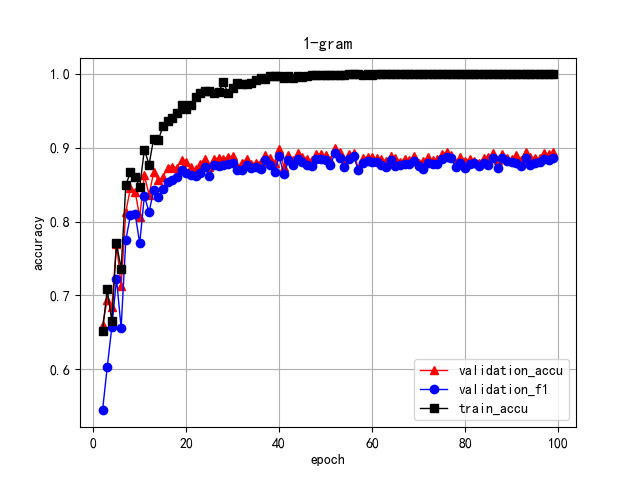 1-gram
accuracy
1.0
0.9
0.8
0.7
0.6
0
20
40
60
80
100
epoch
validation_accu
validation_f1
train_accu